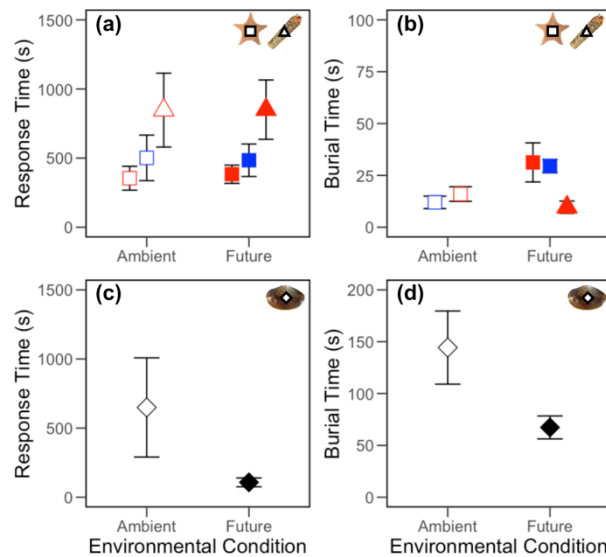 (a)
Response Time (s)
1500
1000
500
0
Ambient
Future
(b)
Burial Time (s)
100
75
50
25
0
Ambient
Future
(c)
Response Time (s)
1500
1000
500
0
Ambient
Future
Environmental Condition
(d)
Burial Time (s)
200
150
100
50
0
Ambient
Future
Environmental Condition